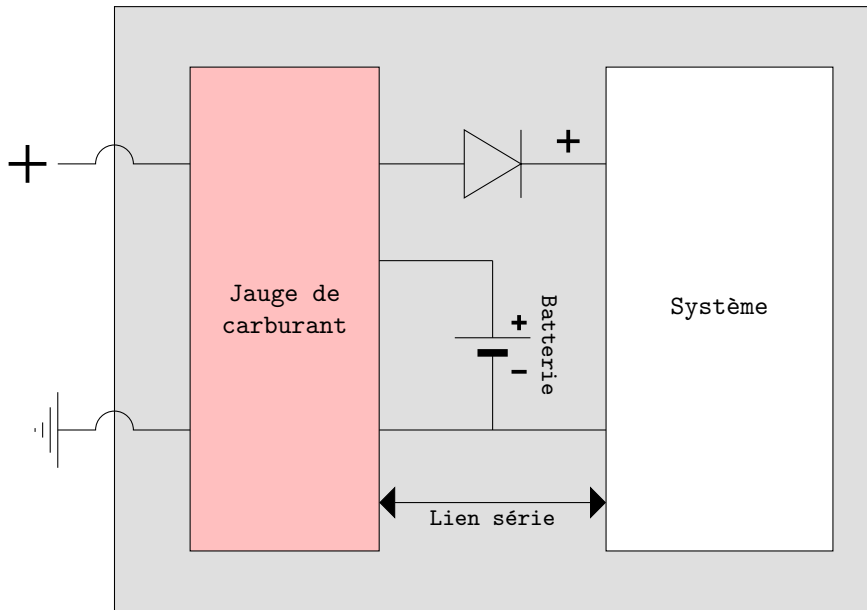 +
+
Jauge de
carburant
+
-
Batterie
Système
Lien série